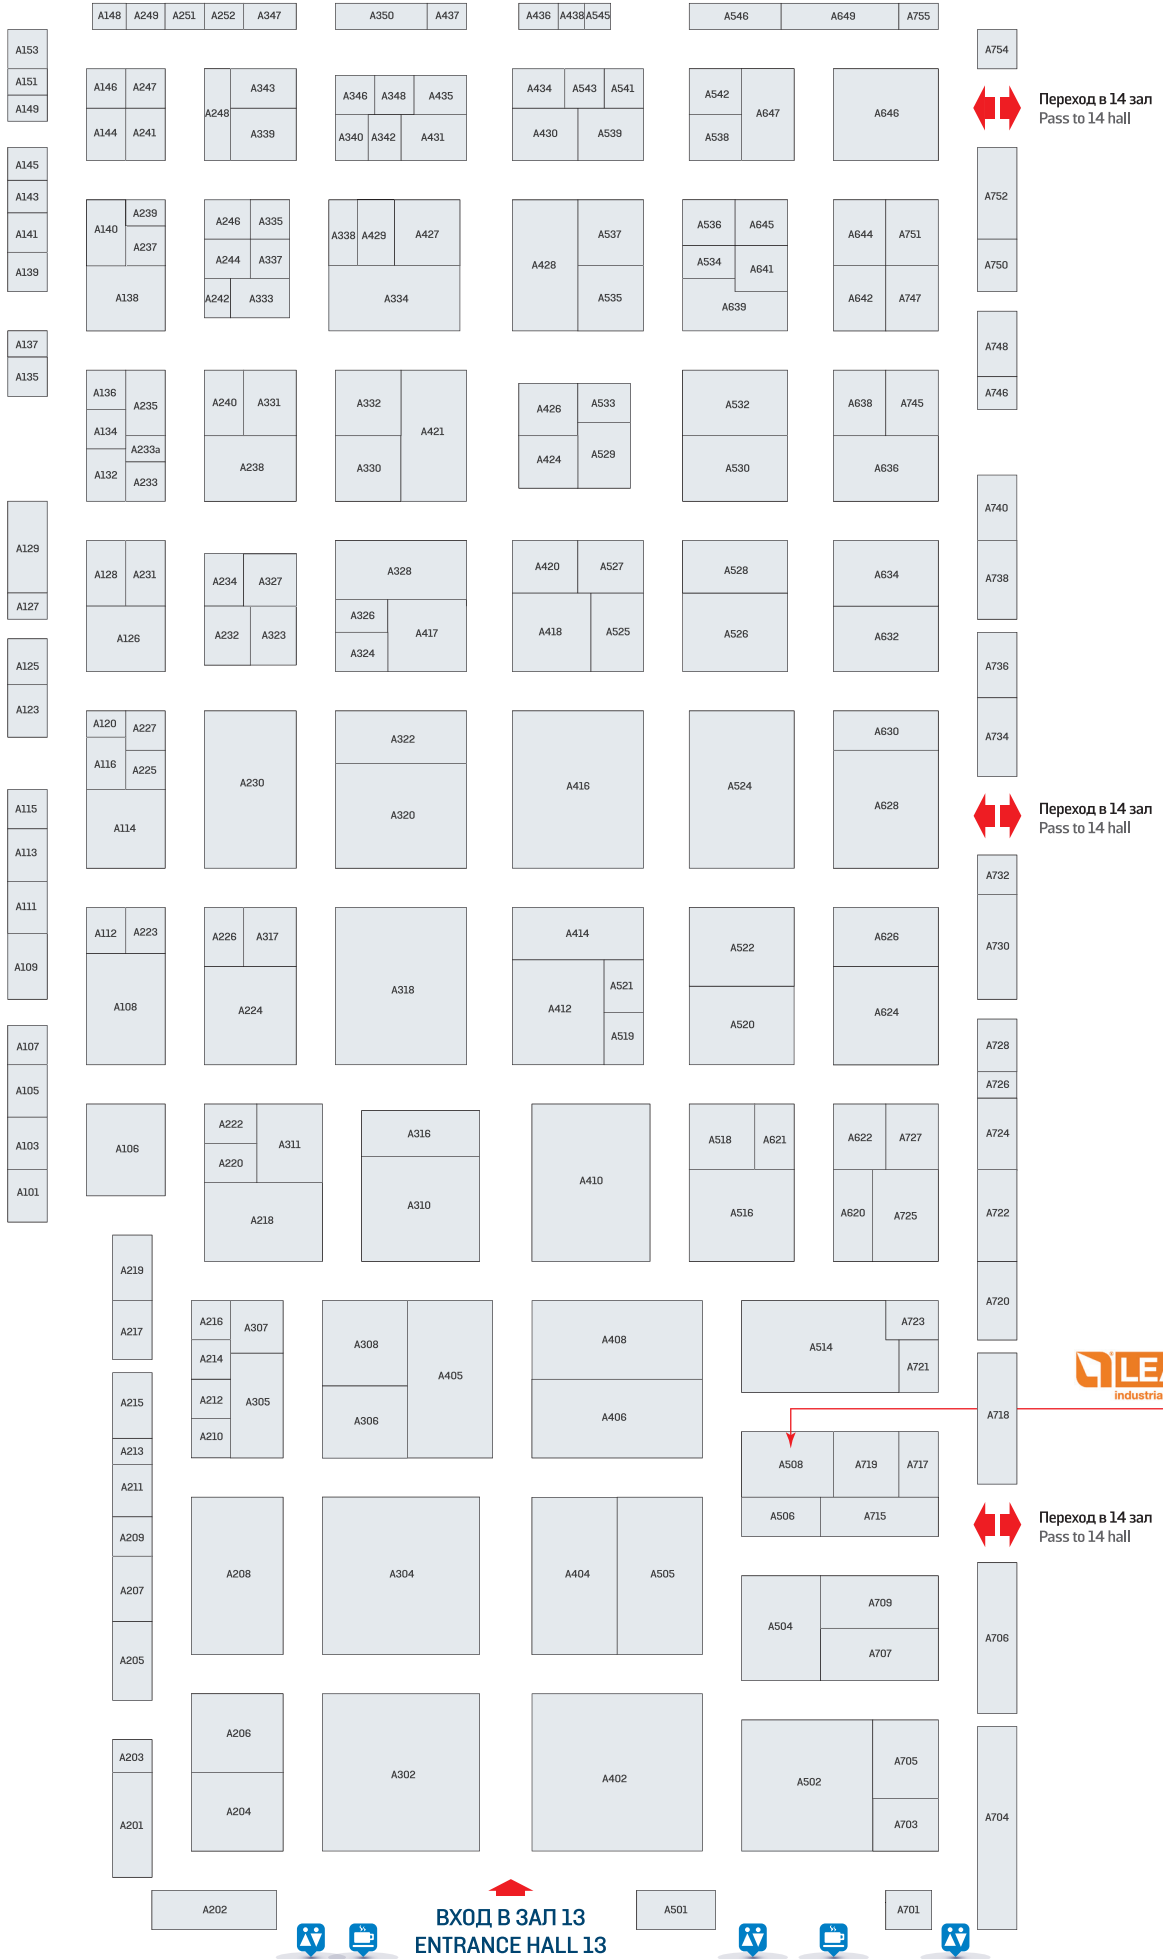 A148 A249 A251 A252 A347 A350 A437 A436 A438 A545 A546 A649 A755
A153 A754
A151 A146 A247 A248 A343 A346 A348 A435 A434 A543 A541 A542 A647 A646
Переход в 14 зал
Pass to 14 hall
A149 A144 A241 A339 A340 A342 A431 A430 A539 A538
A145 A752
A143 A140 A239 A246 A335 A338 A429 A427 A428 A537 A536 A645 A644 A751
A141 A237 A244 A337 A534 A641
A139 A138 A242 A333 A334 A535 A639 A642 A747 A750
A137 A748
A135 A136 A235 A240 A331 A332 A421 A426 A533 A532 A638 A745 A746
A134 A233a
A132 A233 A238 A330 A424 A529 A530 A636
A129 A740
A128 A231 A234 A327 A328 A420 A527 A528 A634 A738
A127 A326
A126 A232 A323 A324 A417 A418 A525 A526 A632
A125 A736
A123 A120 A227 A230 A322 A416 A524 A630 A734
A116 A225
A115 A114 A320 A628
Переход в 14 зал
Pass to 14 hall
A113 A732
A111 A112 A223 A226 A317 A318 A414 A522 A626 A730
A109 A108 A224 A412 A521 A520 A624
A107 A519 A728
A105 A726
A103 A106 A222 A311 A316 A410 A518 A621 A622 A727 A724
A101 A220 A310
A218 A516 A620 A725 A722
A219 A720
A217 A216 A307 A308 A405 A408 A514 A723
A214 A721
A215 A212 A305 A306 A406 A718
LE
industria
A213 A210 A508 A719 A717
A211 A506 A715
Переход в 14 зал
Pass to 14 hall
A209 A208 A304 A404 A505
A207 A504 A709 A706
A205 A707
A203 A206 A302 A402 A502 A705
A201 A204 A703 A704
A202 A501 A701
ВХОД В ЗАЛ 13
ENTRANCE HALL 13